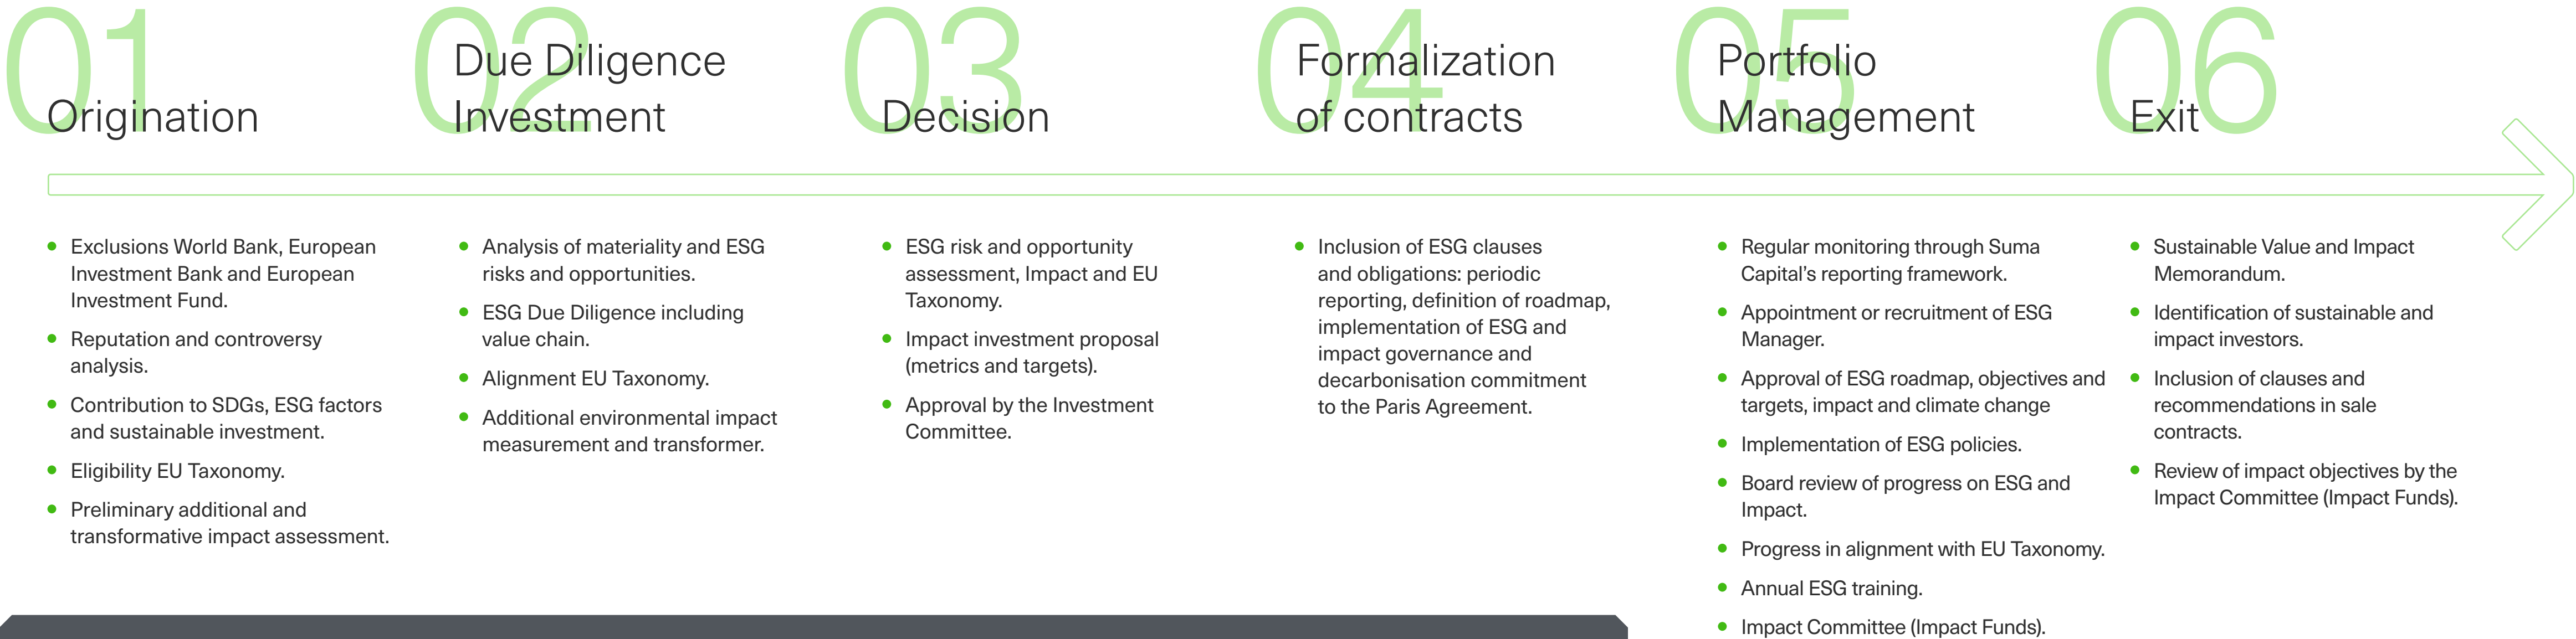 01
Origination
Exclusions World Bank, European
Investment Bank and European
Investment Fund.
Reputation and controversy
analysis.
Contribution to SDGs, ESG factors
and sustainable investment.
Eligibility EU Taxonomy.
Preliminary additional and
transformative impact assessment.
02
Due Diligence
Investment
Analysis of materiality and ESG
risks and opportunities.
ESG Due Diligence including
value chain.
Alignment EU Taxonomy.
Additional environmental impact
measurement and transformer.
03
Decision
ESG risk and opportunity
assessment, Impact and EU
Taxonomy.
Impact investment proposal
(metrics and targets).
Approval by the Investment
Committee.
04
Formalization
of contracts
Inclusion of ESG clauses
and obligations: periodic
reporting, definition of roadmap,
implementation of ESG and
impact governance and
decarbonisation commitment
to the Paris Agreement.
05
Portfolio
Management
Regular monitoring through Suma
Capital's reporting framework.
Appointment or recruitment of ESG
Manager.
Approval of ESG roadmap, objectives and
targets, impact and climate change
Implementation of ESG policies.
Board review of progress on ESG and
Impact.
Progress in alignment with EU Taxonomy.
Annual ESG training.
Impact Committee (Impact Funds).
06
Exit
Sustainable Value and Impact
Memorandum.
Identification of sustainable and
impact investors.
Inclusion of clauses and
recommendations in sale
contracts.
Review of impact objectives by the
Impact Committee (Impact Funds).